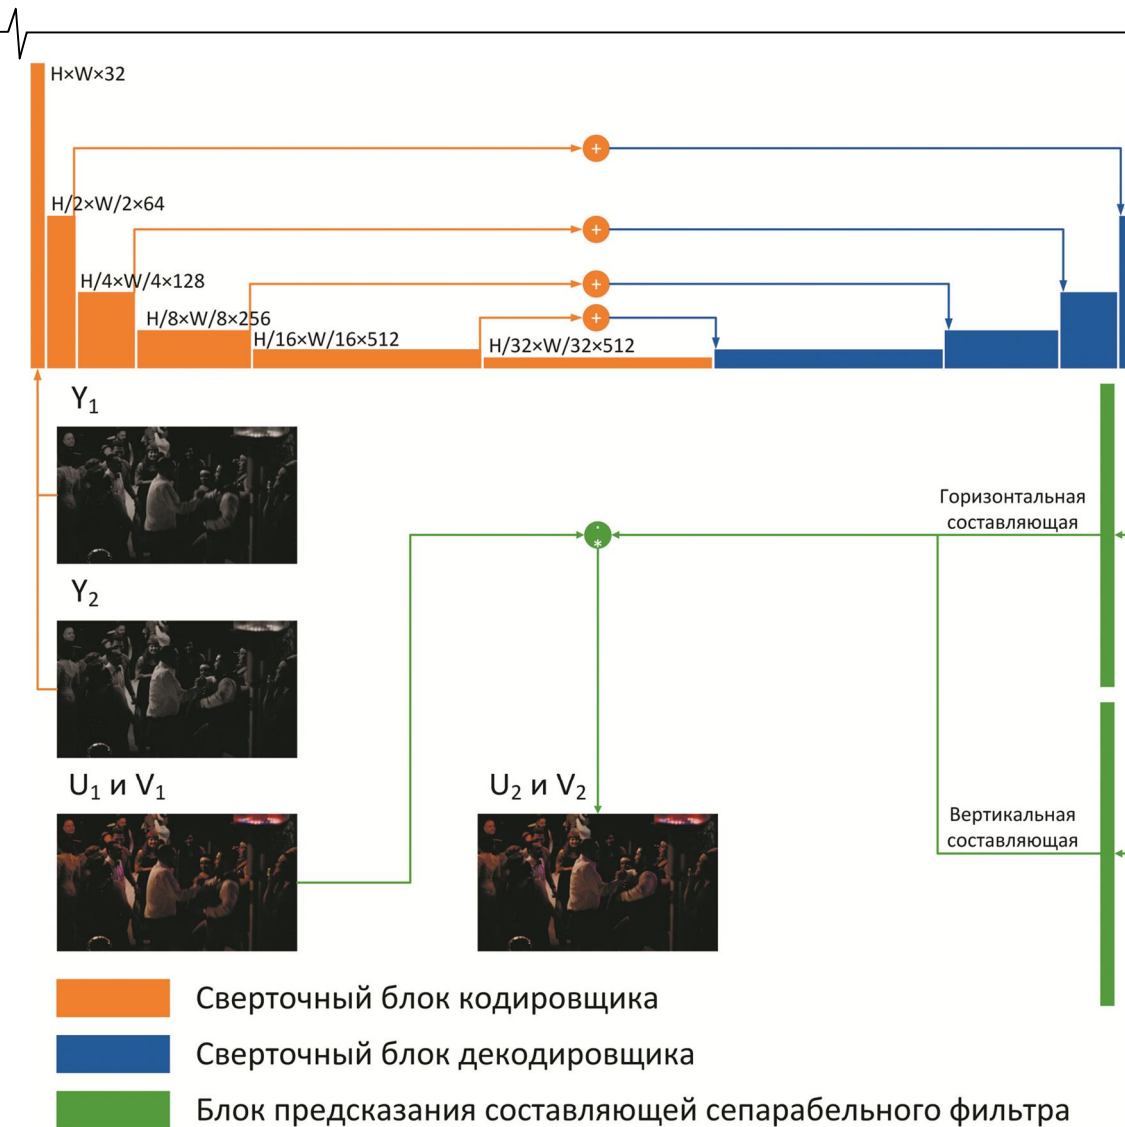 H×W×32
H/2×W/2×64
H/4×W/4×128
H/8×W/8×256
H/16×W/16×512
H/32×W/32×512
+
+
+
+
Y₁
Y₂
U₁ и V₁
U₂ и V₂
*
Горизонтальная
составляющая
Вертикальная
составляющая
Сверточный блок кодировщика
Сверточный блок декодировщика
Блок предсказания составляющей сепарабельного фильтра